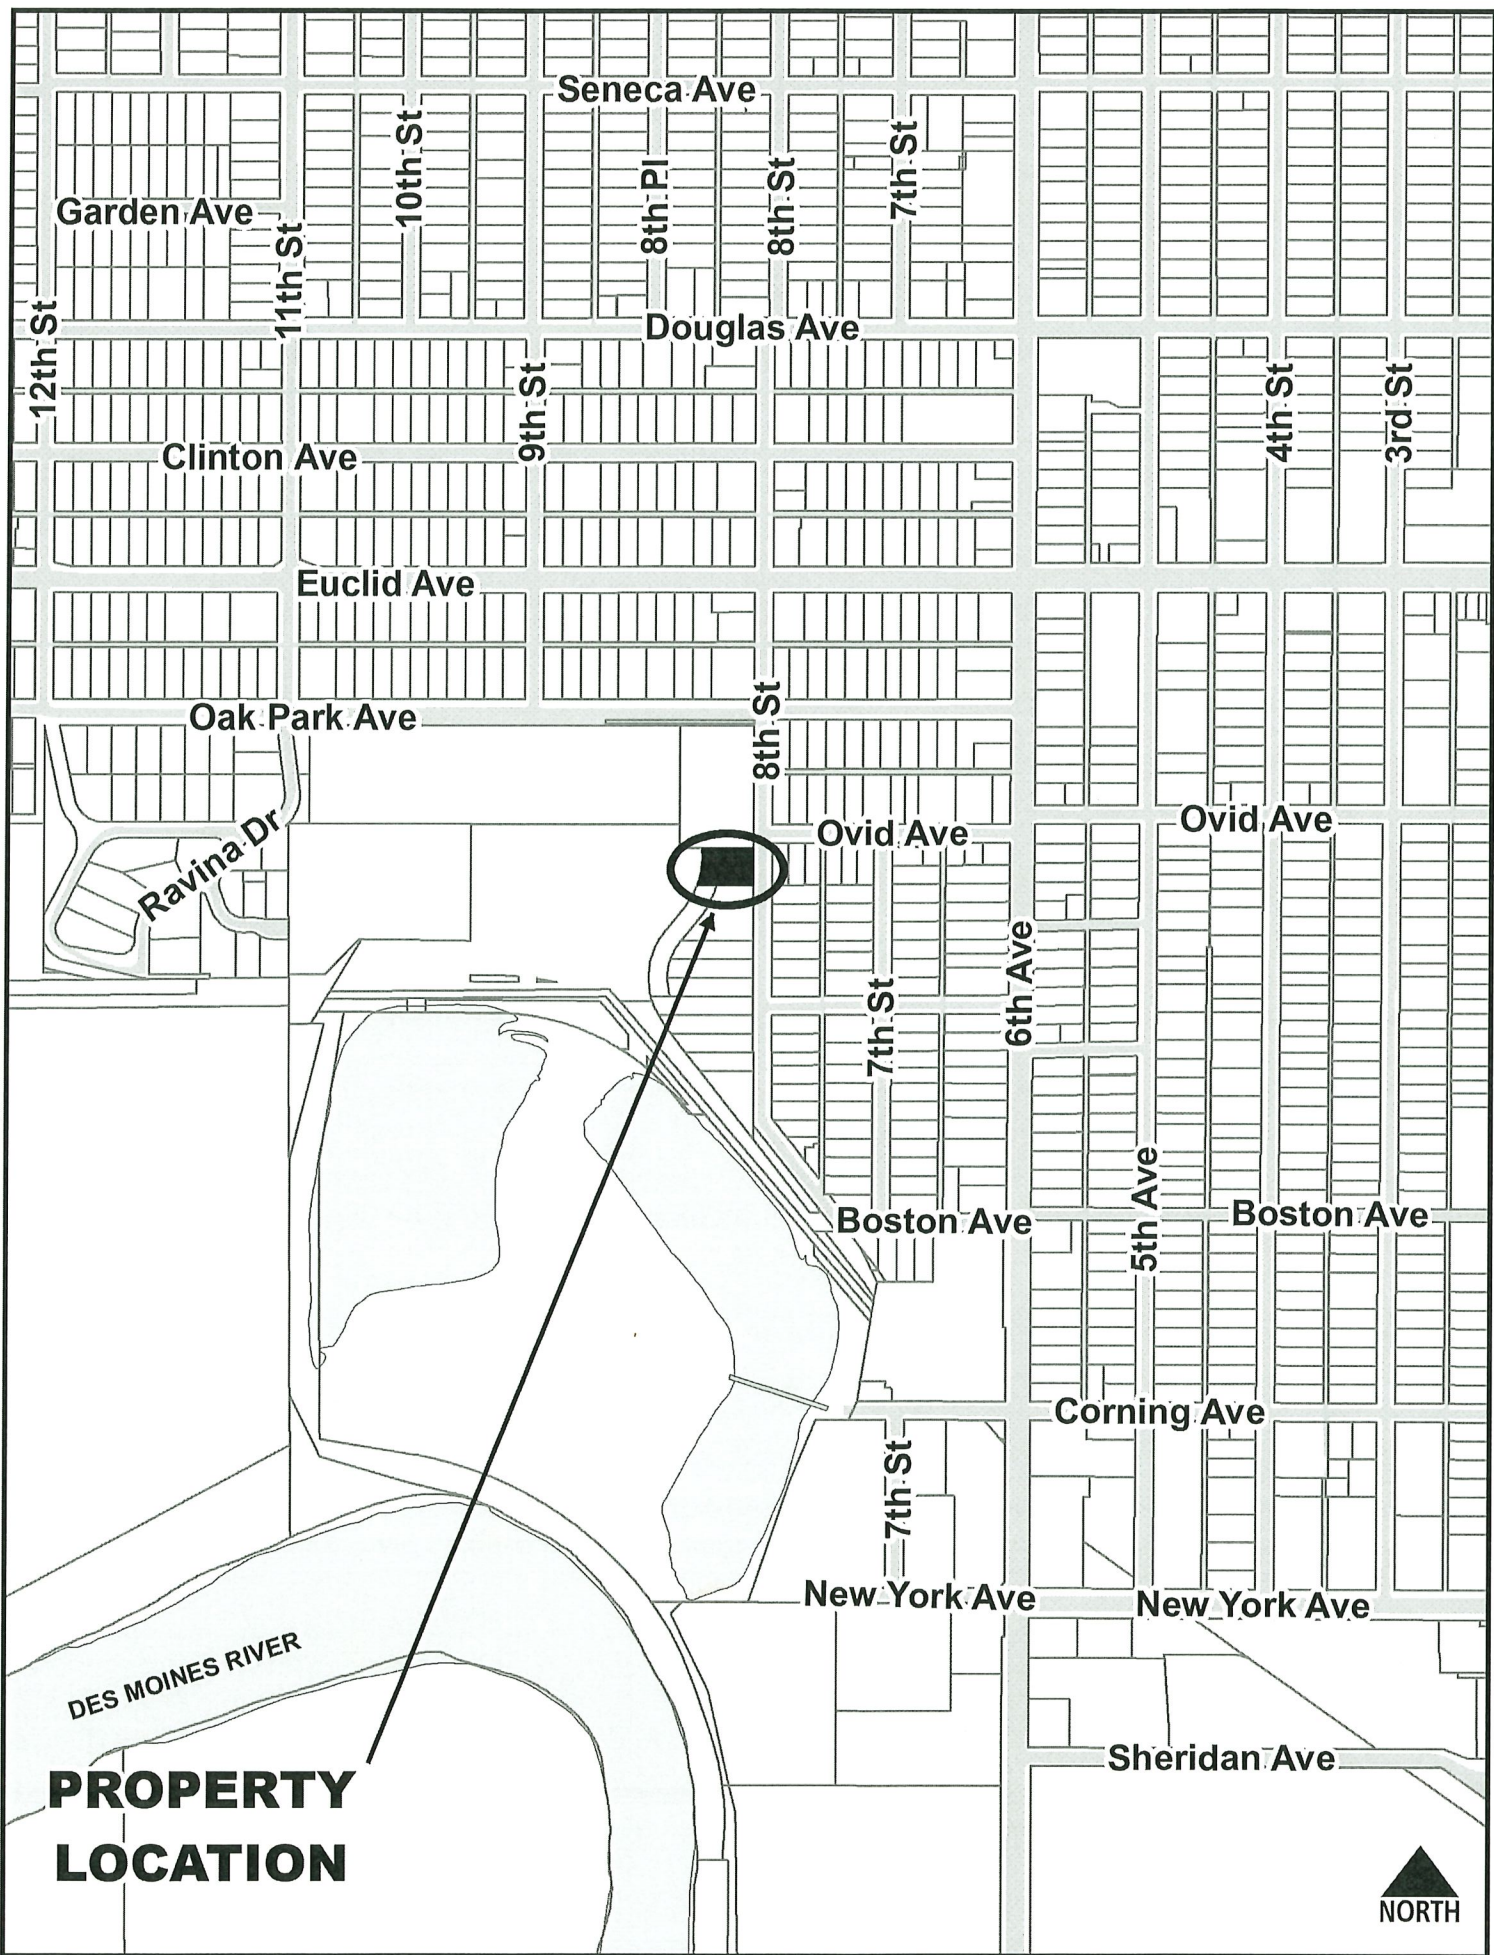 Seneca Ave
10th St
8th Pl
8th St
7th St
Garden Ave
11th St
12th St
Douglas Ave
9th St
4th St
3rd St
Clinton Ave
Euclid Ave
Oak Park Ave
8th St
Ravina Dr
Ovid Ave
Ovid Ave
6th Ave
7th St
5th Ave
Boston Ave
Boston Ave
Corning Ave
7th St
New York Ave
New York Ave
DES MOINES RIVER
Sheridan Ave
PROPERTY
LOCATION
NORTH